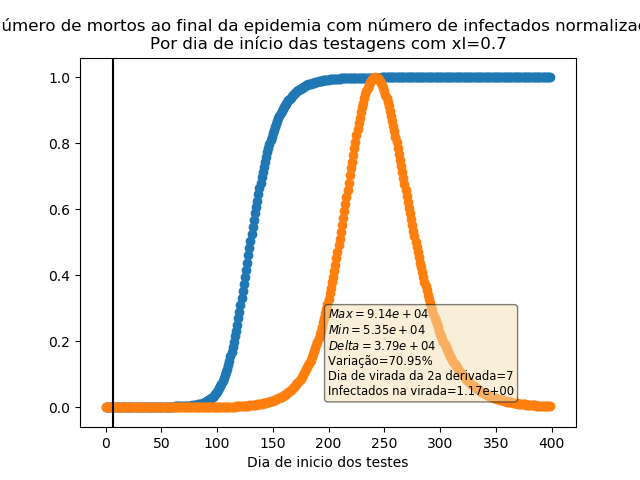 úmero de mortos ao final da epidemia com número de infectados normaliza
Por dia de início das testagens com xl=0.7
1.0
0.8
0.6
0.4
0.2
0.0
Max = 9.14e + 04
Min = 5.35e + 04
Delta = 3.79e + 04
Variação=70.95%
Dia de virada da 2a derivada=7
Infectados na virada=1.17e+00
0 50 100 150 200 250 300 350 400
Dia de inicio dos testes